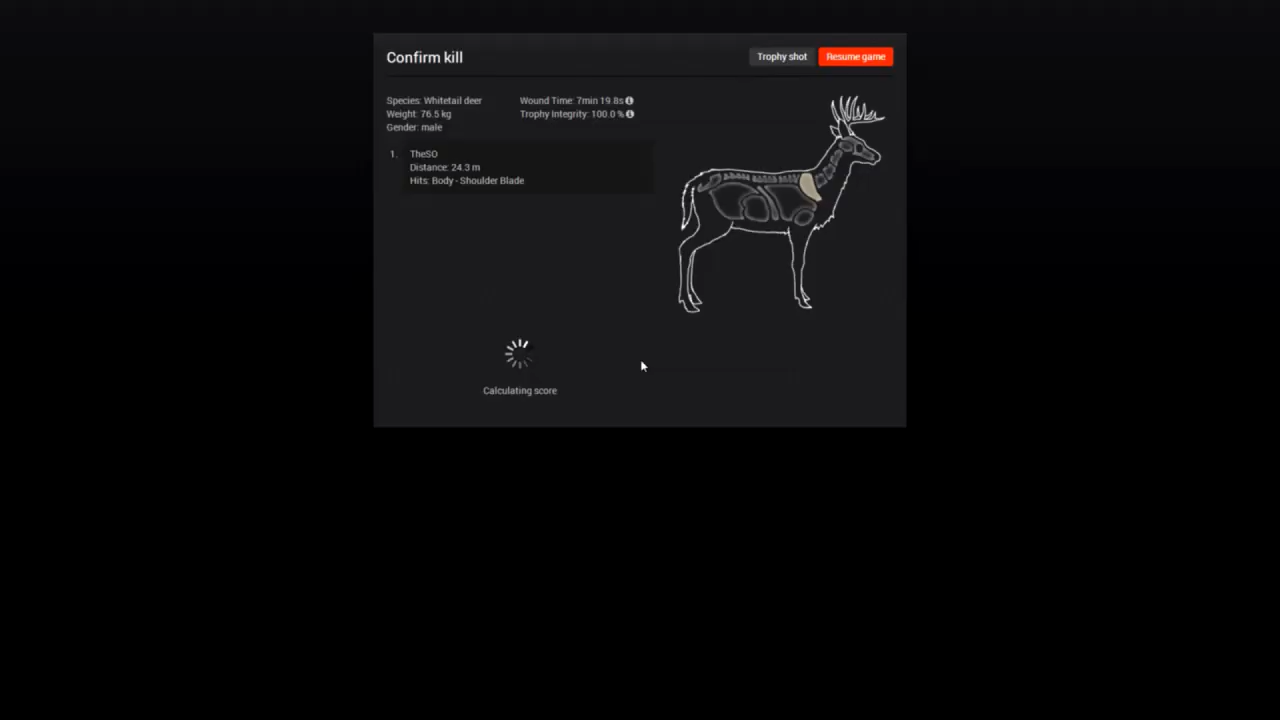 Confirm kill
Trophy shot
Resume game
Species: Whitetail deer
Weight: 76.5 kg
Gender: male
Wound Time: 7min 19.8s
Trophy Integrity: 100.0 %
1.
TheSO
Distance: 24.3 m
Hits: Body - Shoulder Blade
Calculating score